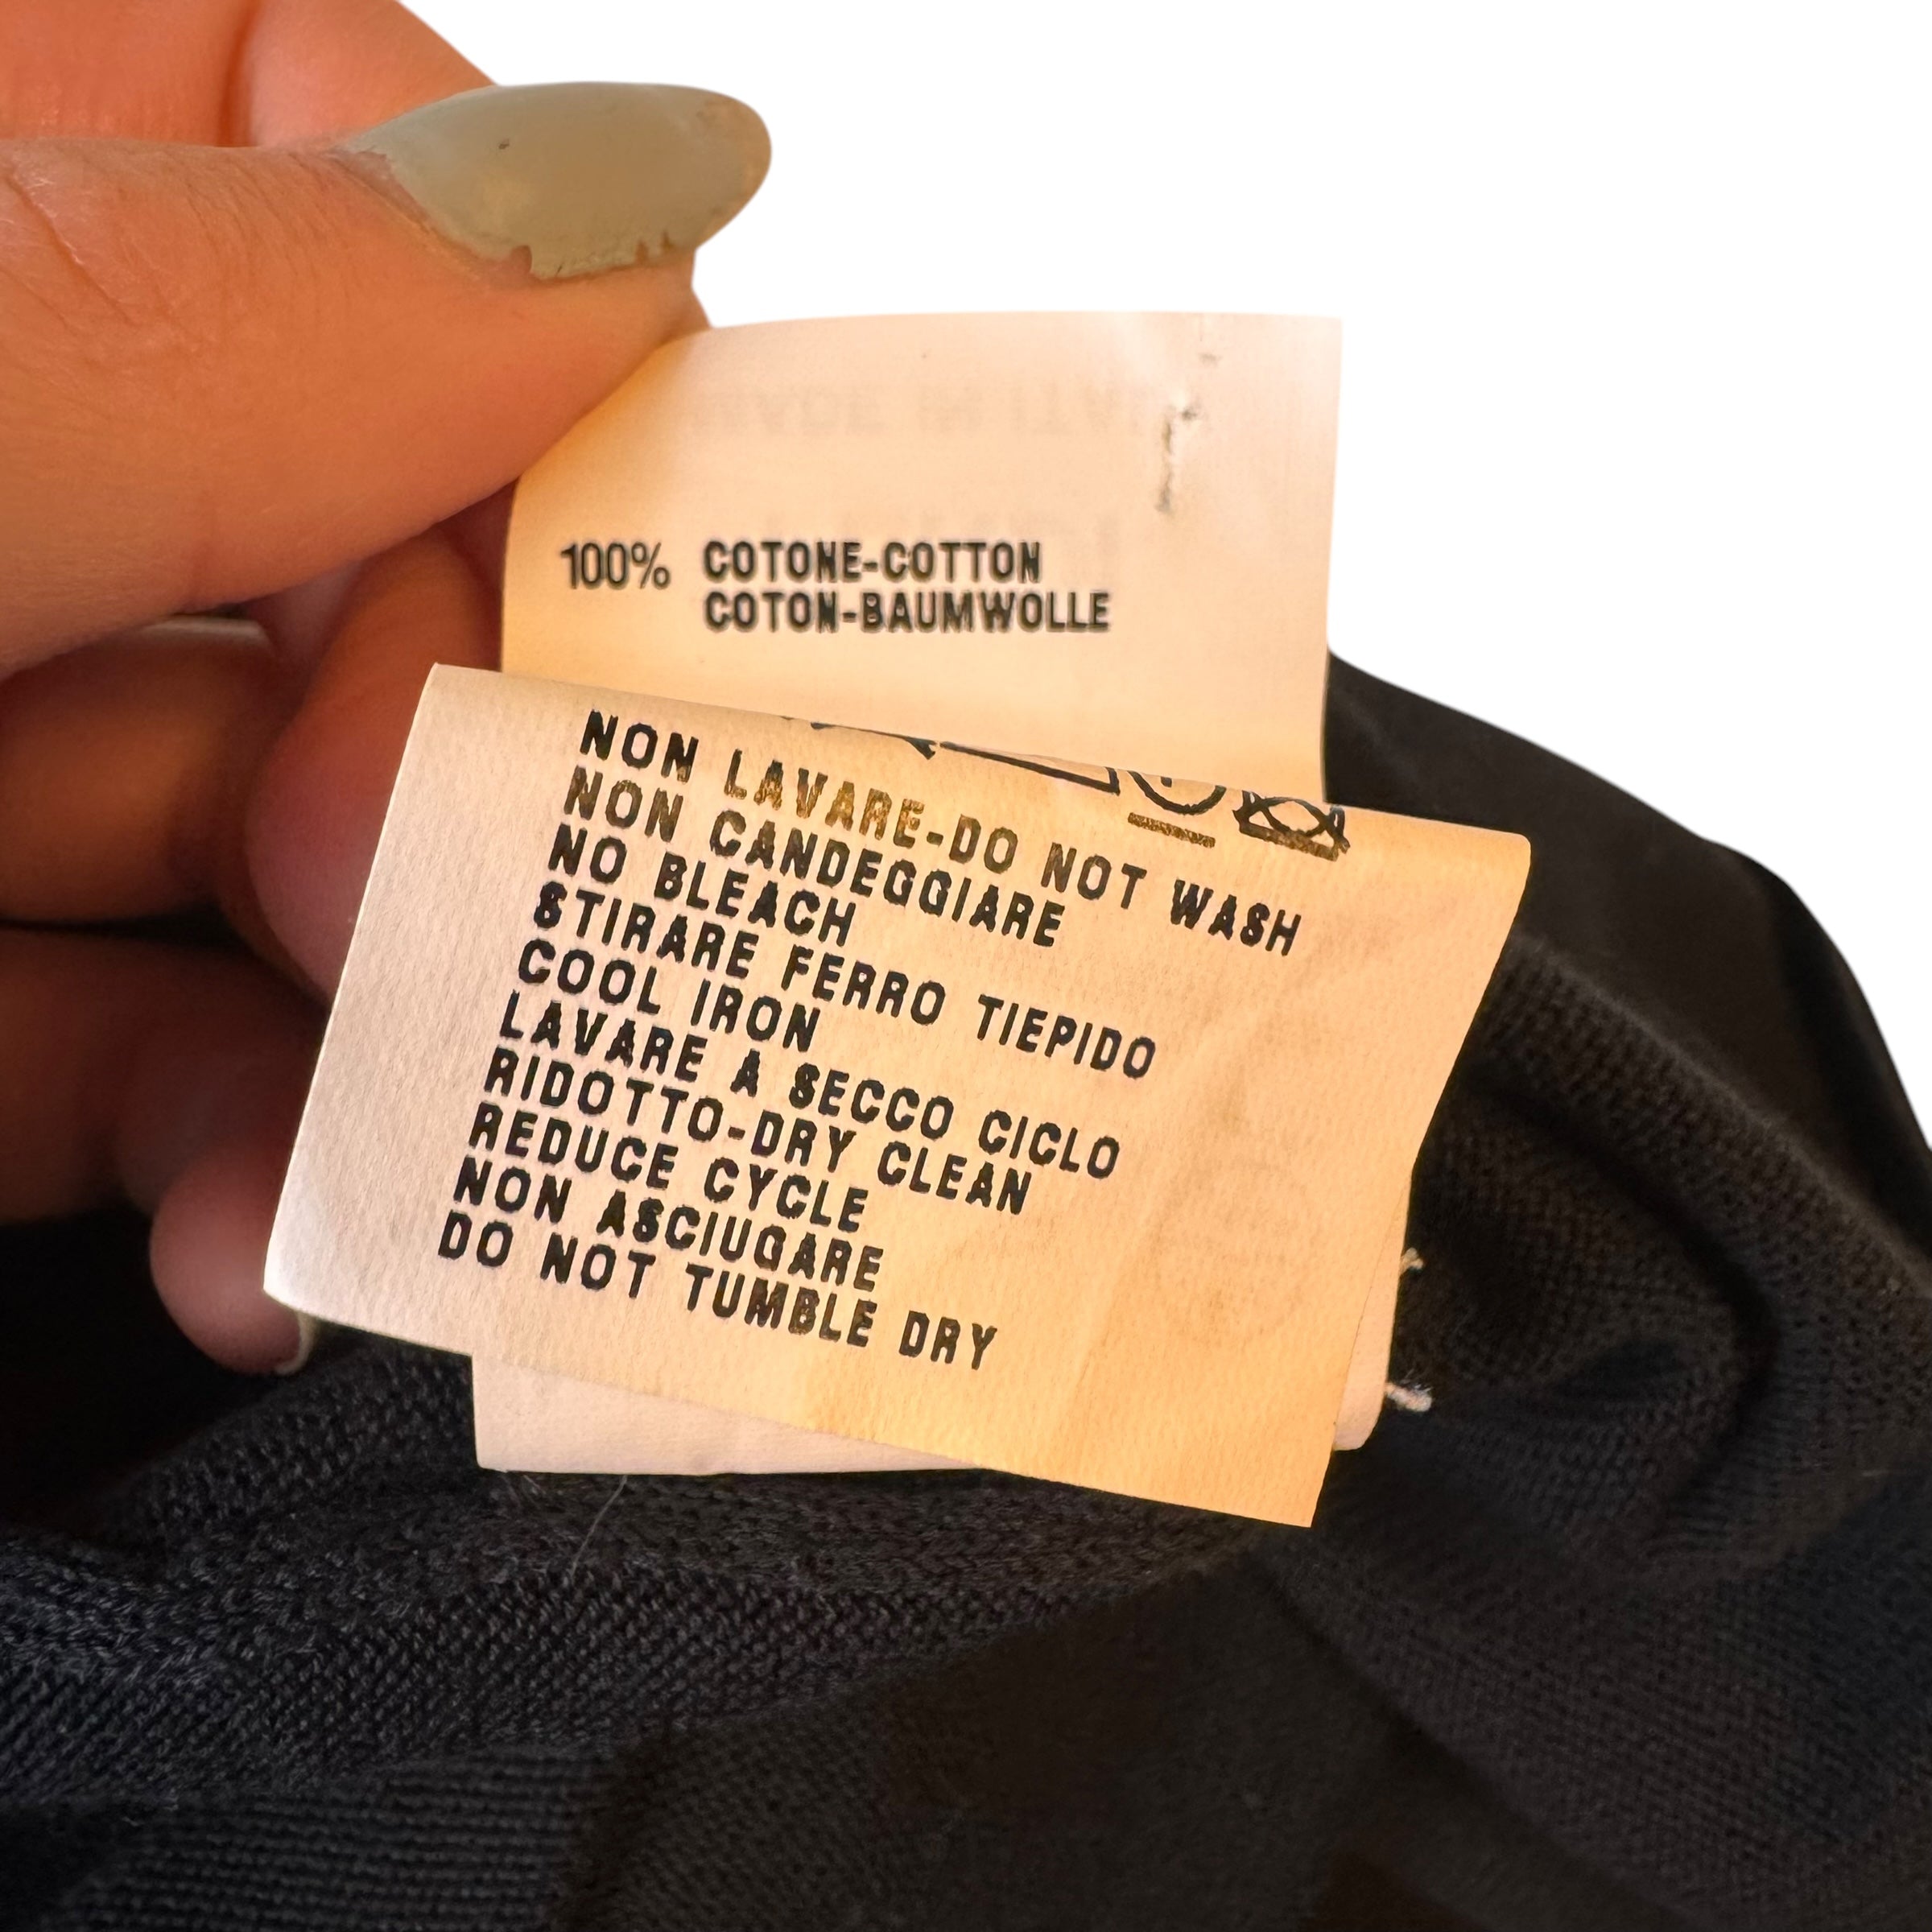 100% COTONE-COTTON
COTON-BAUMWOLLE
NON LAVARE-DO NOT WASH
NON CANDEGGIARE
NO BLEACH
STIRARE FERRO TIEPIDO
COOL IRON
LAVARE A SECCO CICLO
RIDOTTO-DRY CLEAN
REDUCE CYCLE
NON ASCIUGARE
DO NOT TUMBLE DRY